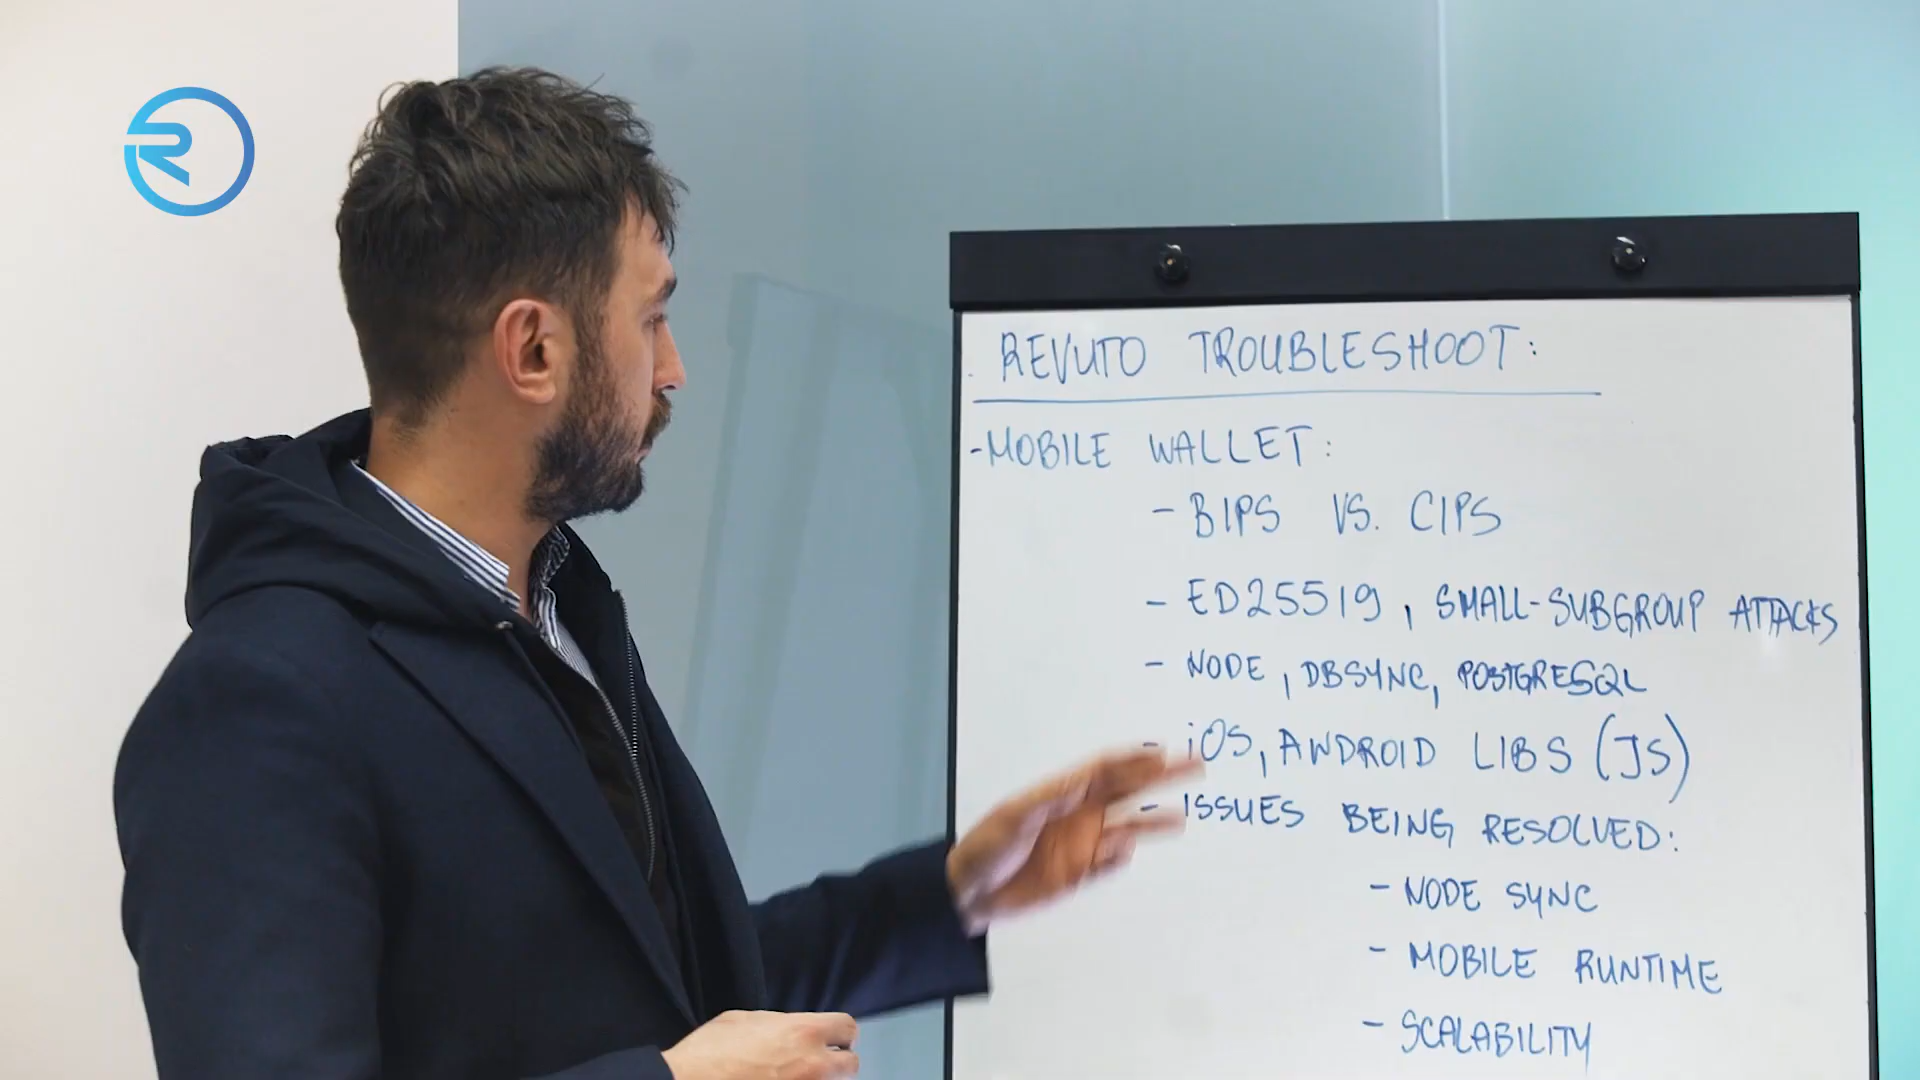 REVUTO TROUBLESHOOT:
- MOBILE WALLET:
- BIPS VS. CIPS
- ED25519, SMALL-SUBGROUP ATTACKS
- NODE, DBSYNC, POSTGRESQL
- iOS, ANDROID LIBS (JS)
- ISSUES BEING RESOLVED:
- NODE SYNC
- MOBILE RUNTIME
- SCALABILITY